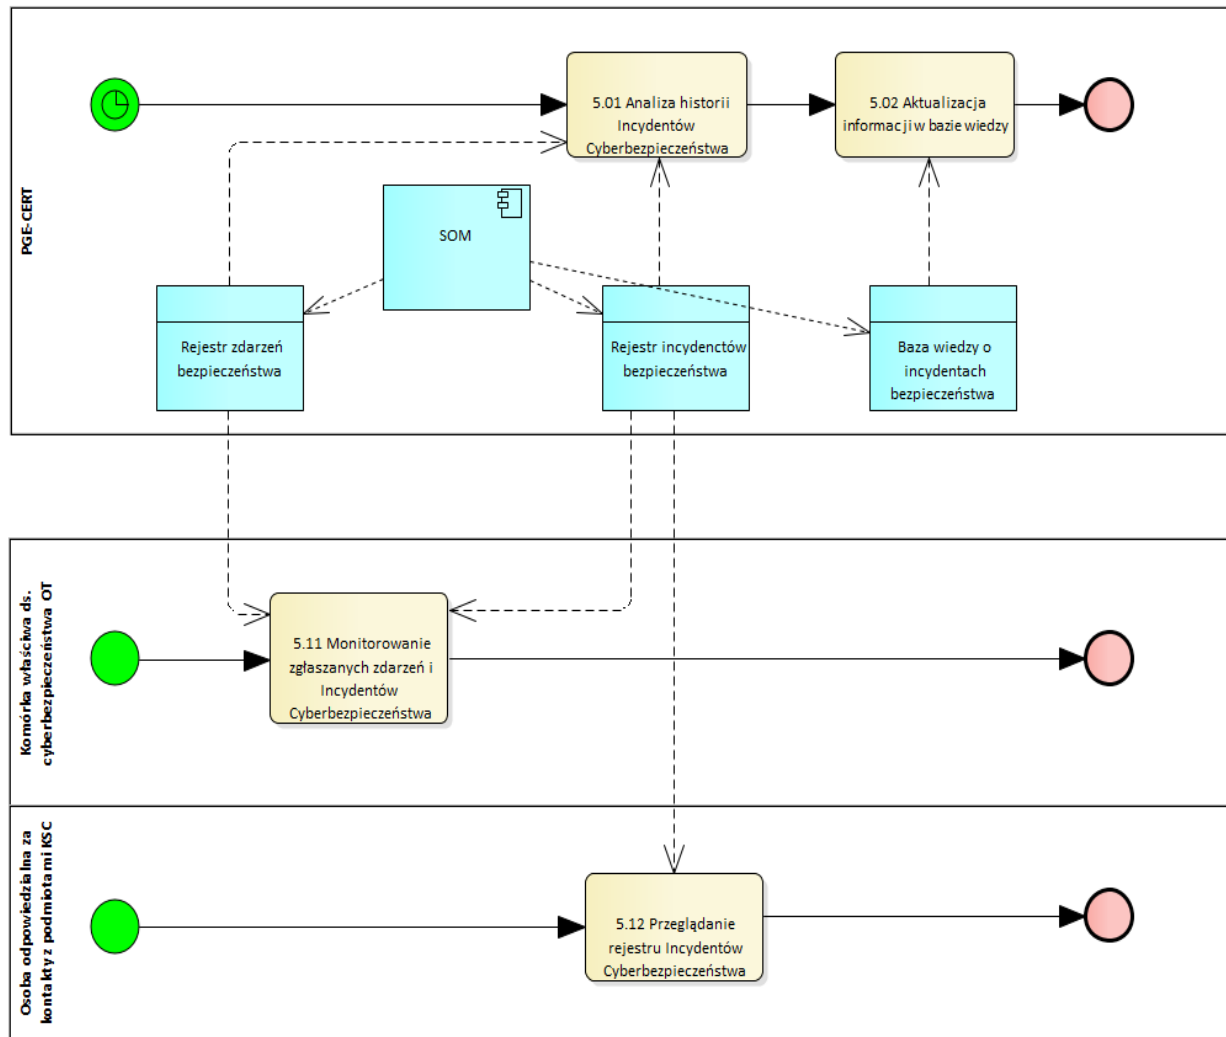 PGE-CERT
5.01 Analiza historii
Incydentów
Cyberbezpieczeństwa
5.02 Aktualizacja
informacji w bazie wiedzy
SOM
Rejestr zdarzeń
bezpieczeństwa
Rejestr incydenctów
bezpieczeństwa
Baza wiedzy o
incydentach
bezpieczeństwa
Komórka właściwa ds.
cyberbezpieczeństwa OT
5.11 Monitorowanie
zgłaszanych zdarzeń i
Incydentów
Cyberbezpieczeństwa
Osoba odpowiedzialna za
kontakty z podmiotami KSC
5.12 Przeglądanie
rejestru Incydentów
Cyberbezpieczeństwa